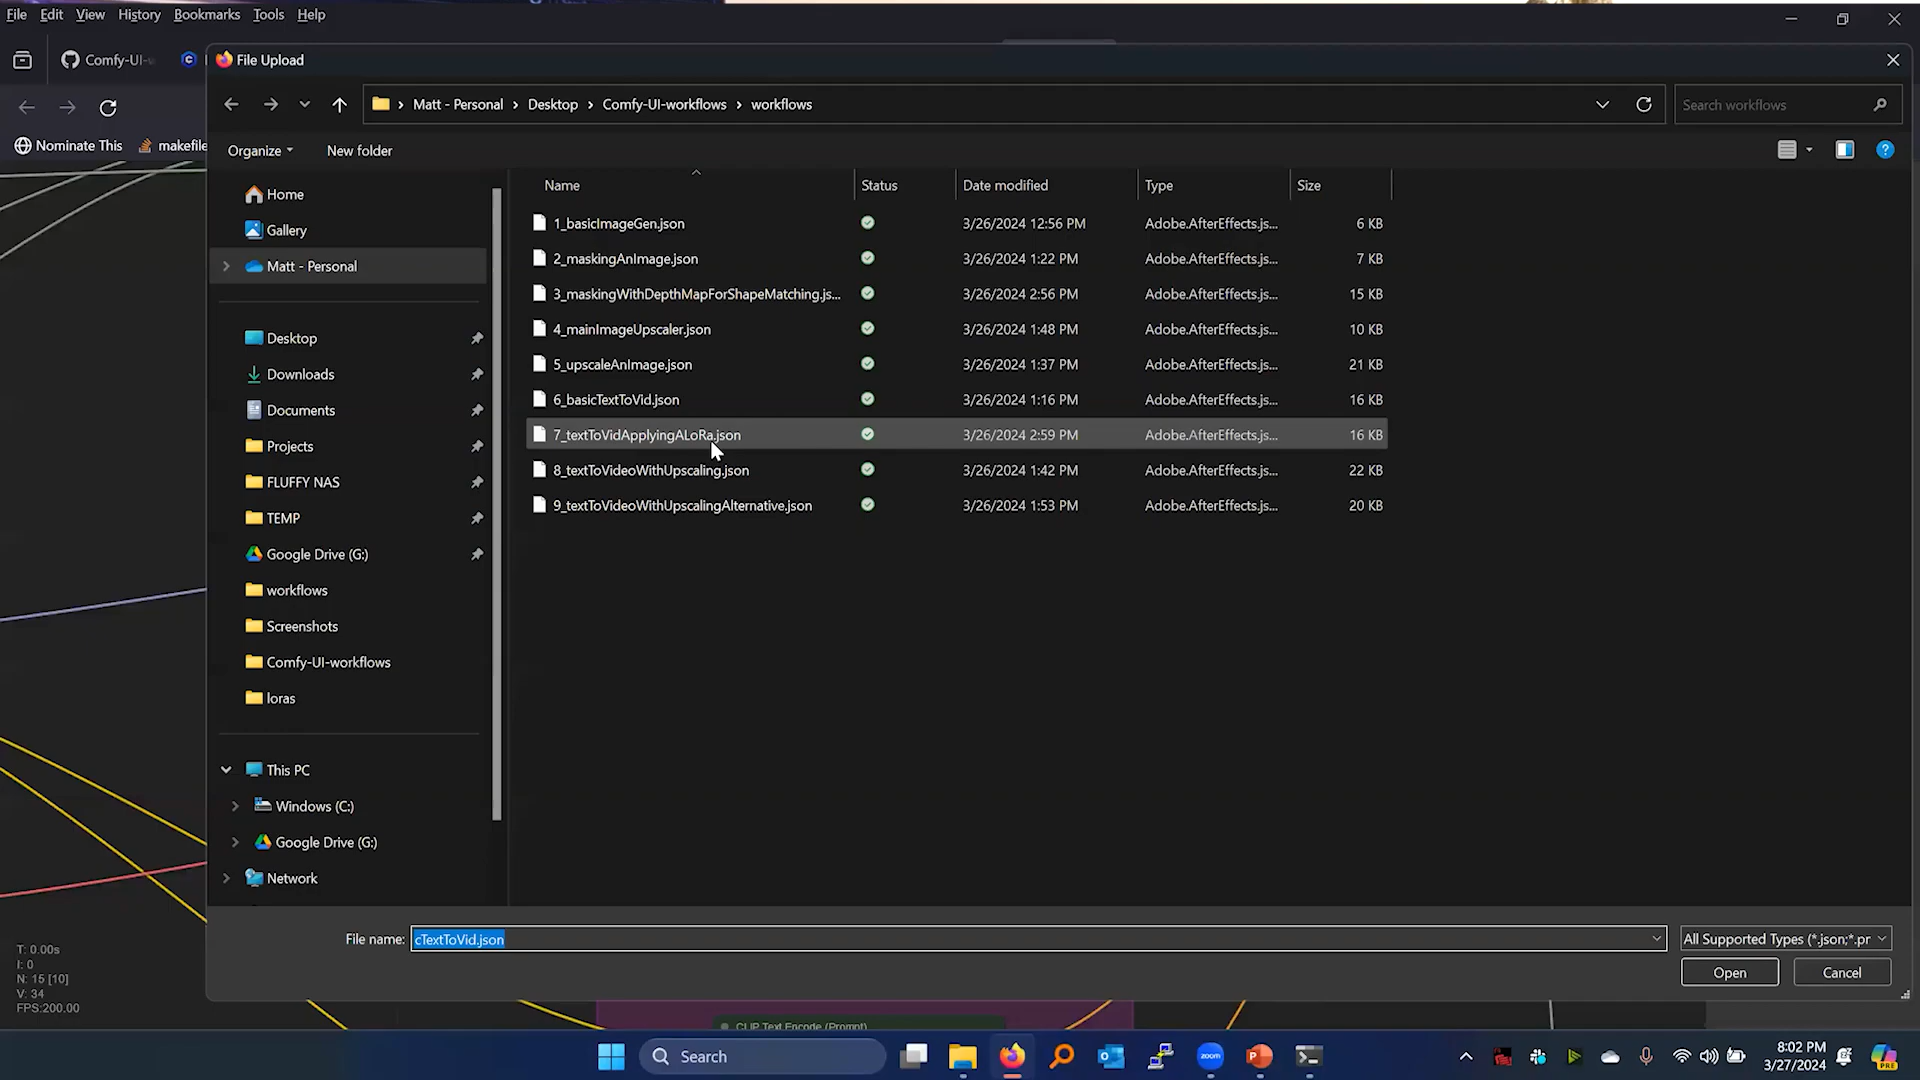 File Edit View History Bookmarks Tools Help
Comfy-UI-
File Upload
Matt - Personal > Desktop > Comfy-UI-workflows > workflows
Search workflows
Nominate This makefile
Organize New folder
Name Status Date modified Type Size
Home
Gallery
Matt - Personal
Desktop
Downloads
Documents
Projects
FLUFFY NAS
TEMP
Google Drive (G:)
workflows
Screenshots
Comfy-UI-workflows
loras
This PC
Windows (C:)
Google Drive (G:)
Network
1_basicImageGen.json 3/26/2024 12:56 PM Adobe.AfterEffects.js... 6 KB
2_maskingAnImage.json 3/26/2024 1:22 PM Adobe.AfterEffects.js... 7 KB
3_maskingWithDepthMapForShapeMatching.js... 3/26/2024 2:56 PM Adobe.AfterEffects.js... 15 KB
4_mainImageUpscaler.json 3/26/2024 1:48 PM Adobe.AfterEffects.js... 10 KB
5_upscaleAnImage.json 3/26/2024 1:37 PM Adobe.AfterEffects.js... 21 KB
6_basicTextToVid.json 3/26/2024 1:16 PM Adobe.AfterEffects.js... 16 KB
7_textToVidApplyingALoRa.json 3/26/2024 2:59 PM Adobe.AfterEffects.js... 16 KB
8_textToVideoWithUpscaling.json 3/26/2024 1:42 PM Adobe.AfterEffects.js... 22 KB
9_textToVideoWithUpscalingAlternative.json 3/26/2024 1:53 PM Adobe.AfterEffects.js... 20 KB
File name: cTextToVid.json All Supported Types (*.json;*.pr
Open Cancel
T: 0.00s
I: 0
N: 15 [10]
V: 34
FPS:200.00
CLIP Text Encode (Prompt)
Search
zoom
PRE
8:02 PM
3/27/2024